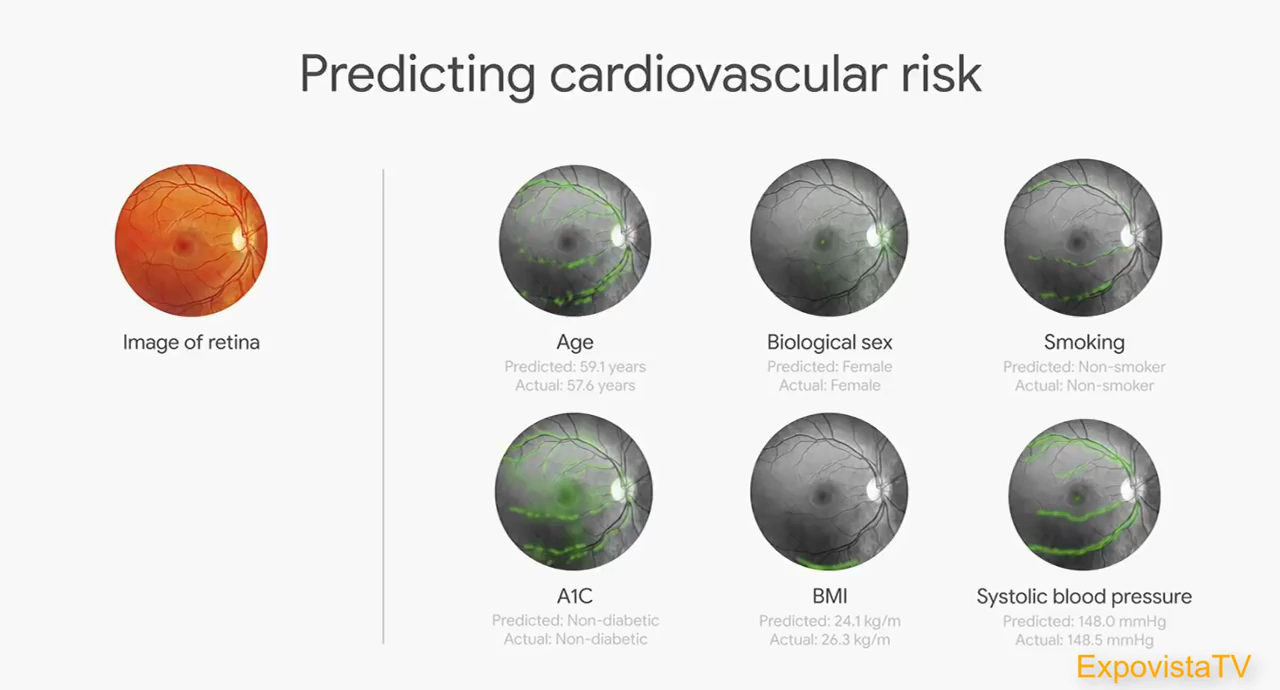 Predicting cardiovascular risk
Image of retina
Age
Predicted: 59.1 years
Actual: 57.6 years
Biological sex
Predicted: Female
Actual: Female
Smoking
Predicted: Non-smoker
Actual: Non-smoker
A1C
Predicted: Non-diabetic
Actual: Non-diabetic
BMI
Predicted: 24.1 kg/m
Actual: 26.3 kg/m
Systolic blood pressure
Predicted: 148.0 mmHg
Actual: 148.5 mmHg
ExpovistaTV